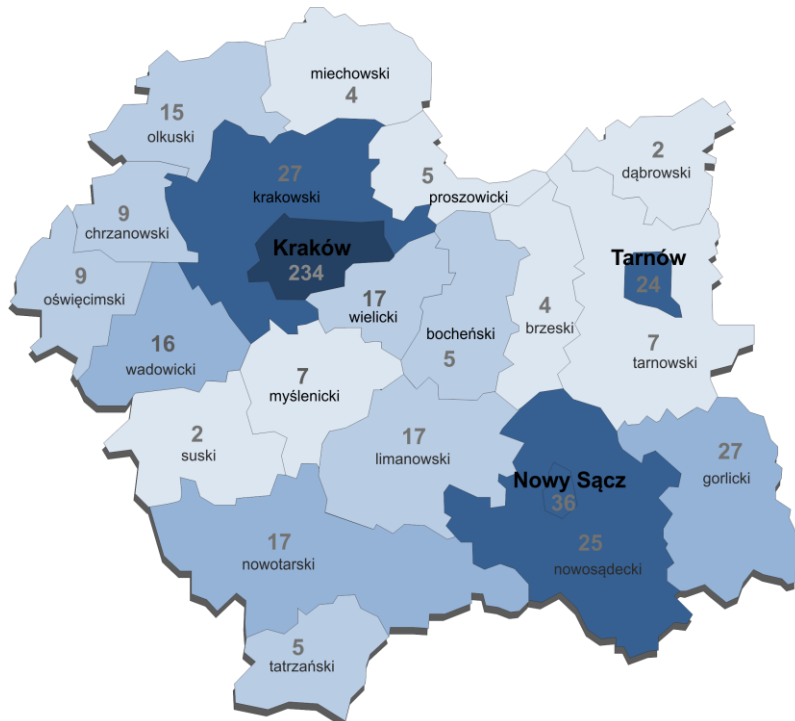 miechowski
4
15
olkuski
2
dąbrowski
27
krakowski
5
proszowicki
9
chrzanowski
Kraków
234
Tarnów
24
9
oświęcimski
17
wielicki
bocheński
5
4
brzeski
7
tarnowski
16
wadowicki
7
myślenicki
2
suski
17
limanowski
27
gorlicki
Nowy Sącz
36
17
nowotarski
25
nowosądecki
5
tatrzański